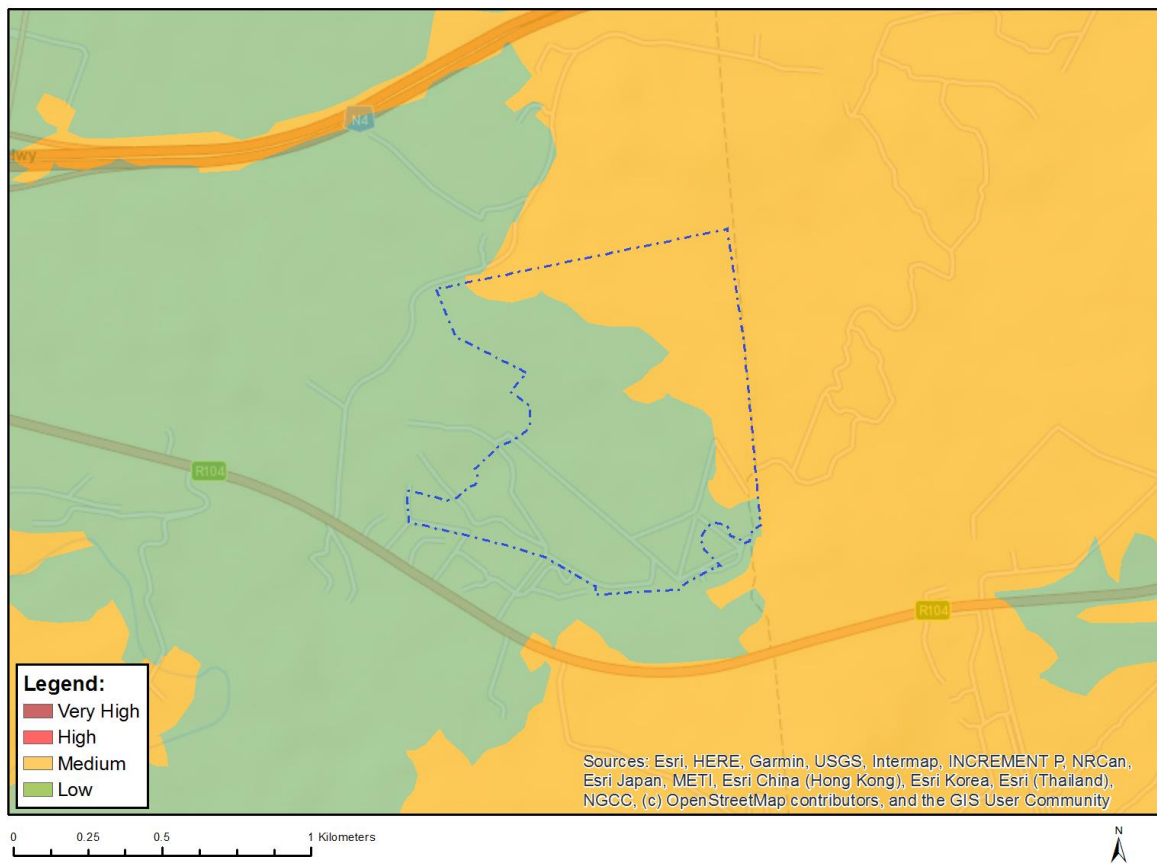 N4
lwy
R104
R104
Legend:
Very High
High
Medium
Low
Sources: Esri, HERE, Garmin, USGS, Intermap, INCREMENT P, NRCan,
Esri Japan, METI, Esri China (Hong Kong), Esri Korea, Esri (Thailand),
NGCC, (c) OpenStreetMap contributors, and the GIS User Community
0 0.25 0.5 1 Kilometers
N